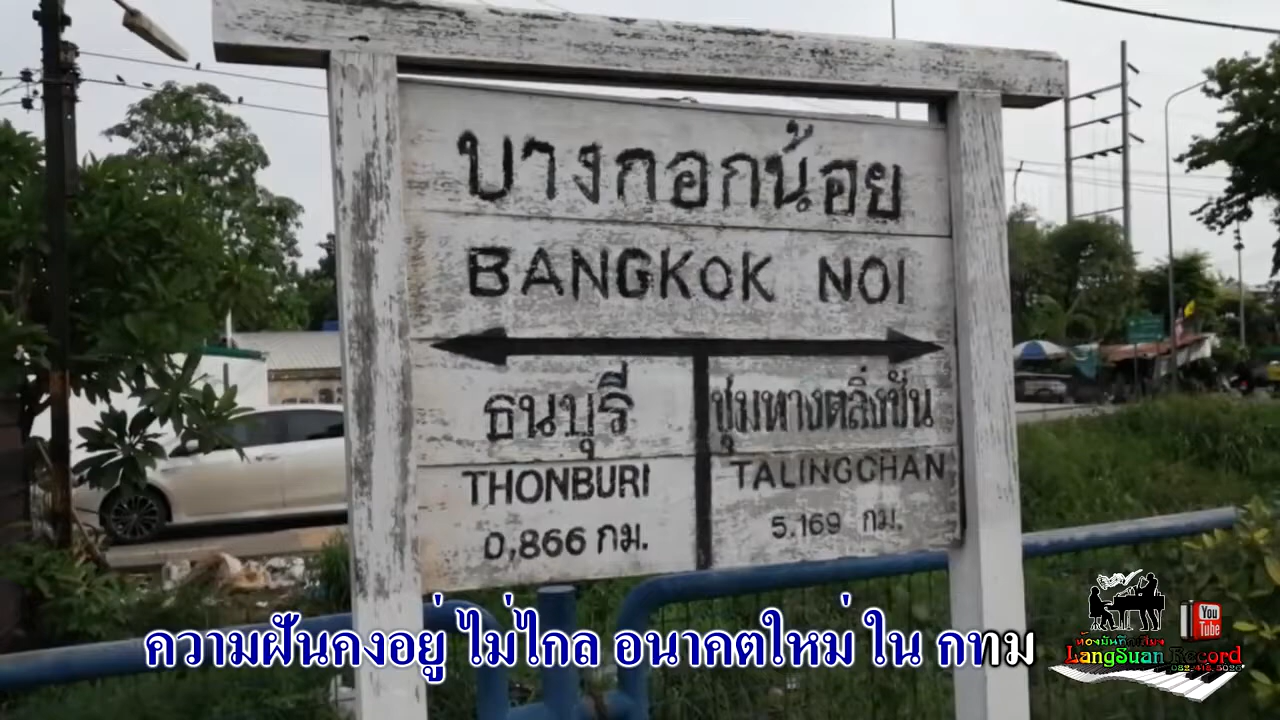 บางกอกน้อย
BANGKOK NOI
ธนบุรี
THONBURI
0,866 กม.
ชุมทางตลิ่งชัน
TALINGCHAN
5.169 กม.
ความฝันคงอยู่ ไม่ไกล อนาคตใหม่ ใน กทม
You
Tube
LangSuan Record